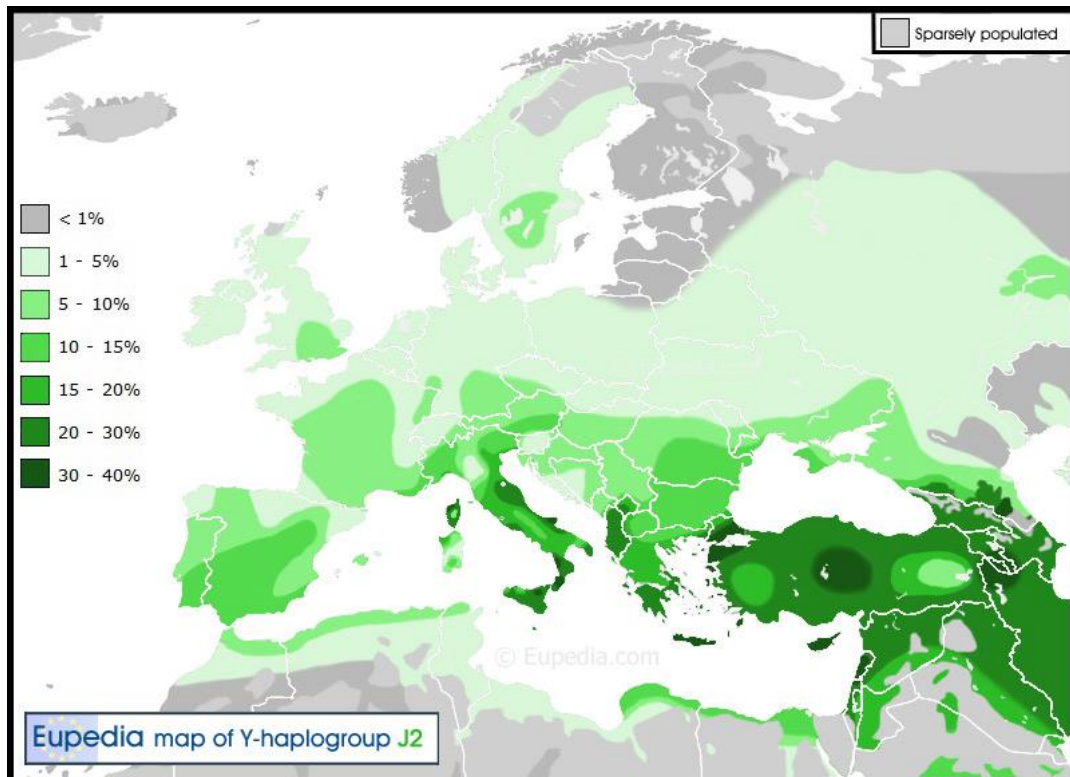 Sparsely populated
< 1%
1 - 5%
5 - 10%
10 - 15%
15 - 20%
20 - 30%
30 - 40%
© Eupedia.com
Eupedia map of Y-haplogroup J2